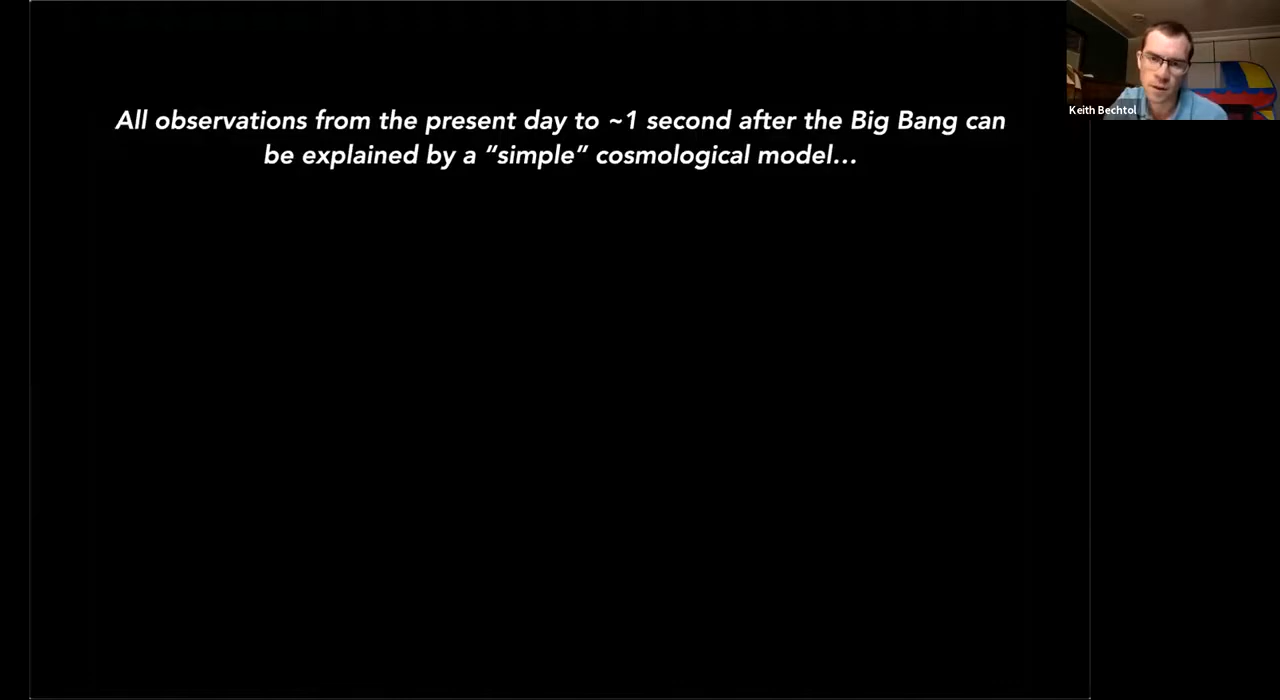 All observations from the present day to ~1 second after the Big Bang can
be explained by a “simple” cosmological model…
Keith Bechtol